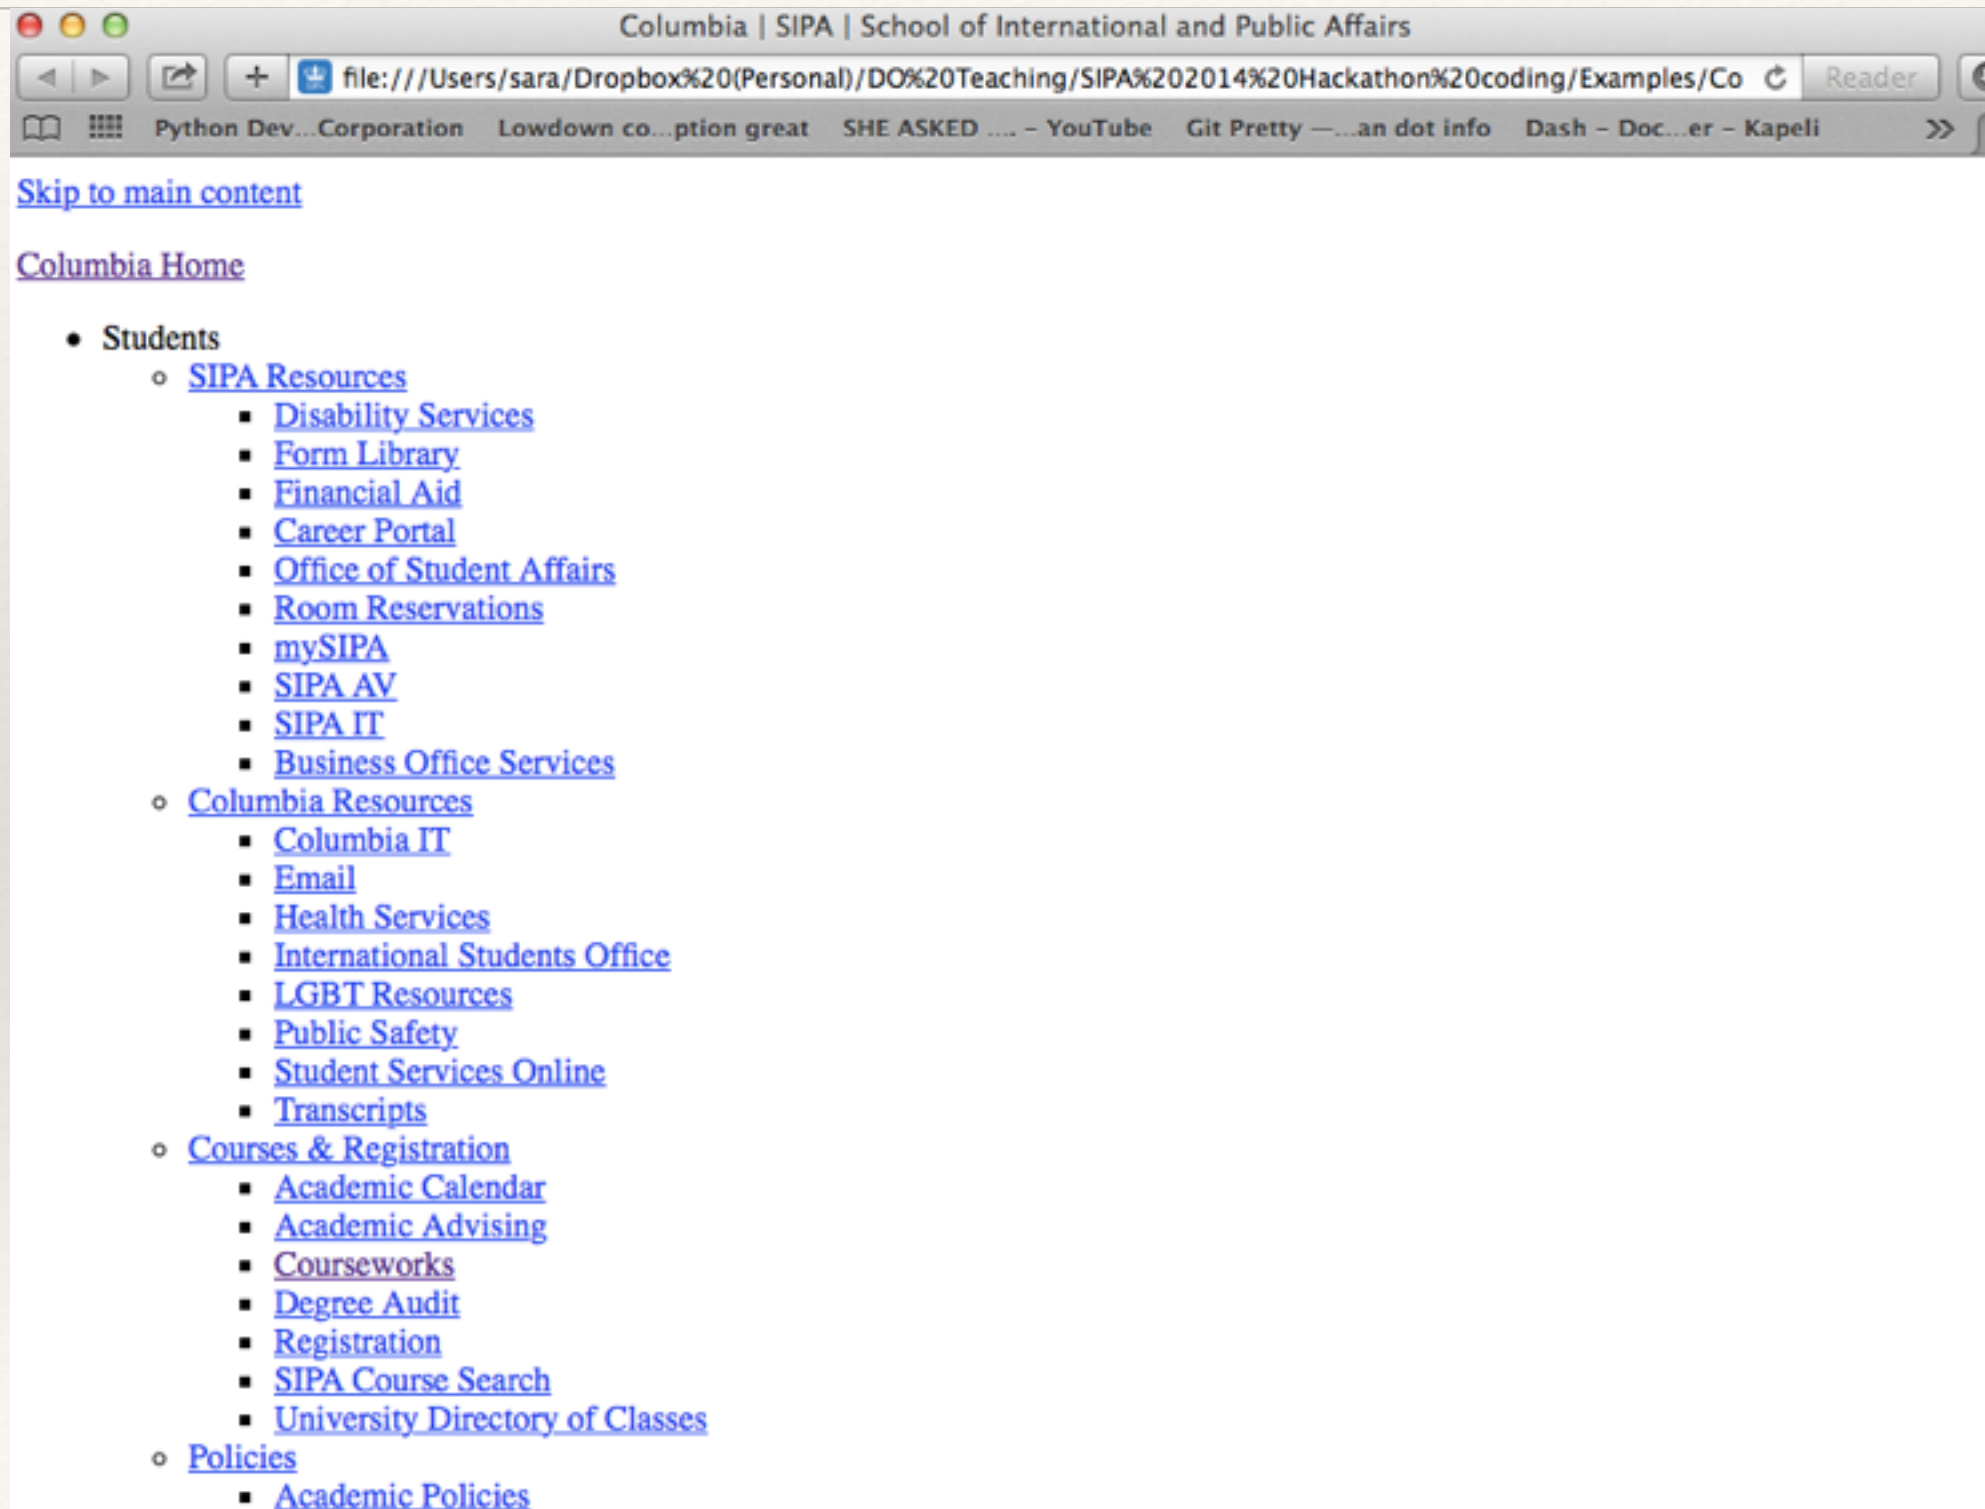 Columbia | SIPA | School of International and Public Affairs
file:///Users/sara/Dropbox%20(Personal)/DO%20Teaching/SIPA%202014%20Hackathon%20coding/Examples/Co
Reader
Python Dev...Corporation Lowdown co...ption great SHE ASKED .... – YouTube Git Pretty —...an dot info Dash – Doc...er – Kapeli
Skip to main content
Columbia Home
Students
SIPA Resources
Disability Services
Form Library
Financial Aid
Career Portal
Office of Student Affairs
Room Reservations
mySIPA
SIPA AV
SIPA IT
Business Office Services
Columbia Resources
Columbia IT
Email
Health Services
International Students Office
LGBT Resources
Public Safety
Student Services Online
Transcripts
Courses & Registration
Academic Calendar
Academic Advising
Courseworks
Degree Audit
Registration
SIPA Course Search
University Directory of Classes
Policies
Academic Policies